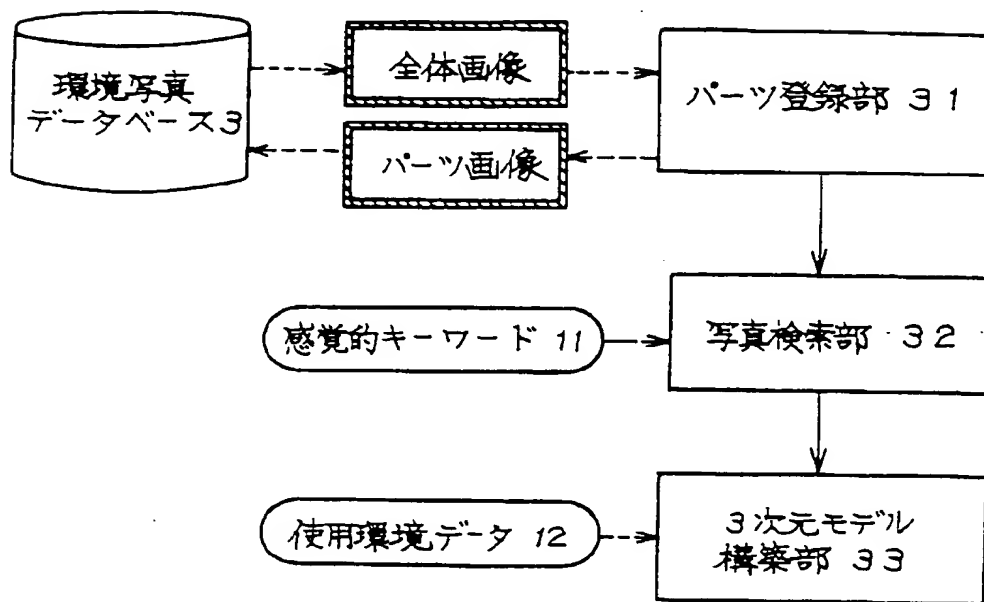 環境写真
データベース3
全体画像
パーツ画像
パーツ登録部 31
感覚的キーワード 11
写真検索部 32
使用環境データ 12
3次元モデル
構築部 33